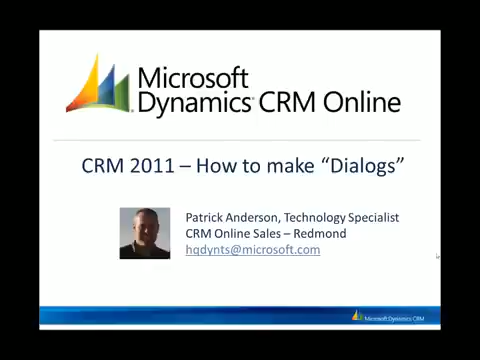 Microsoft
Dynamics CRM Online
CRM 2011 – How to make “Dialogs”
Patrick Anderson, Technology Specialist
CRM Online Sales – Redmond
hqdynts@microsoft.com
Microsoft Dynamics CRM